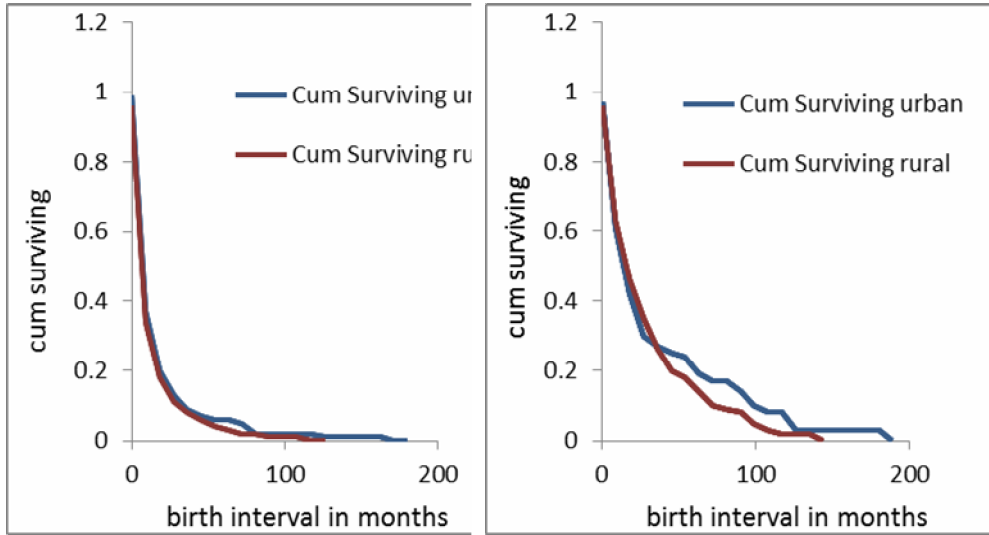 1.2
1
0.8
0.6
0.4
0.2
0
0
100
200
cum surviving
birth interval in months
Cum Surviving ur
Cum Surviving ru
1.2
1
0.8
0.6
0.4
0.2
0
0
100
200
cum surviving
birth interval in months
Cum Surviving urban
Cum Surviving rural